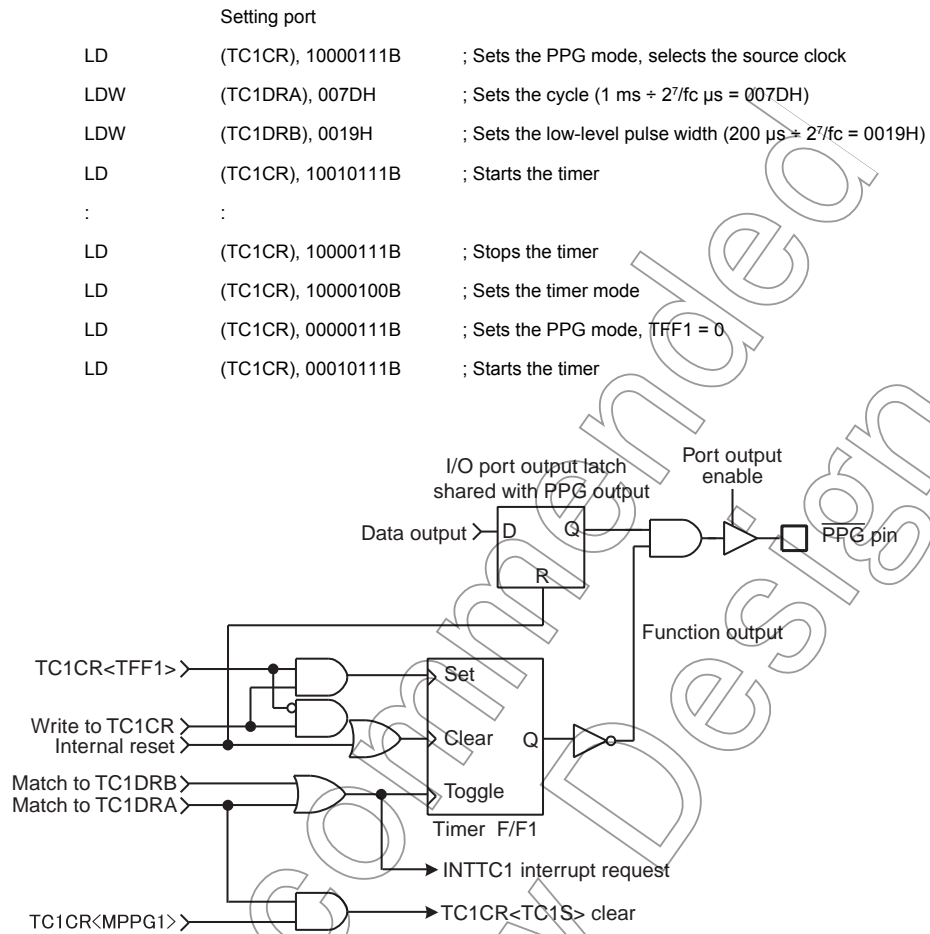 Setting port
LD (TC1CR), 10000111B ; Sets the PPG mode, selects the source clock
LDW (TC1DRA), 007DH ; Sets the cycle (1 ms ÷ 2⁷/fc µs = 007DH)
LDW (TC1DRB), 0019H ; Sets the low-level pulse width (200 µs ÷ 2⁷/fc = 0019H)
LD (TC1CR), 10010111B ; Starts the timer
: :
LD (TC1CR), 10000111B ; Stops the timer
LD (TC1CR), 10000100B ; Sets the timer mode
LD (TC1CR), 00000111B ; Sets the PPG mode, TFF1 = 0
LD (TC1CR), 00010111B ; Starts the timer
I/O port output latch
shared with PPG output
Port output
enable
Data output
D
Q
R
PPG pin
Function output
TC1CR<TFF1>
Set
Write to TC1CR
Internal reset
Clear
Q
Match to TC1DRB
Match to TC1DRA
Toggle
Timer F/F1
INTTC1 interrupt request
TC1CR<TC1S> clear
TC1CR<MPPG1>